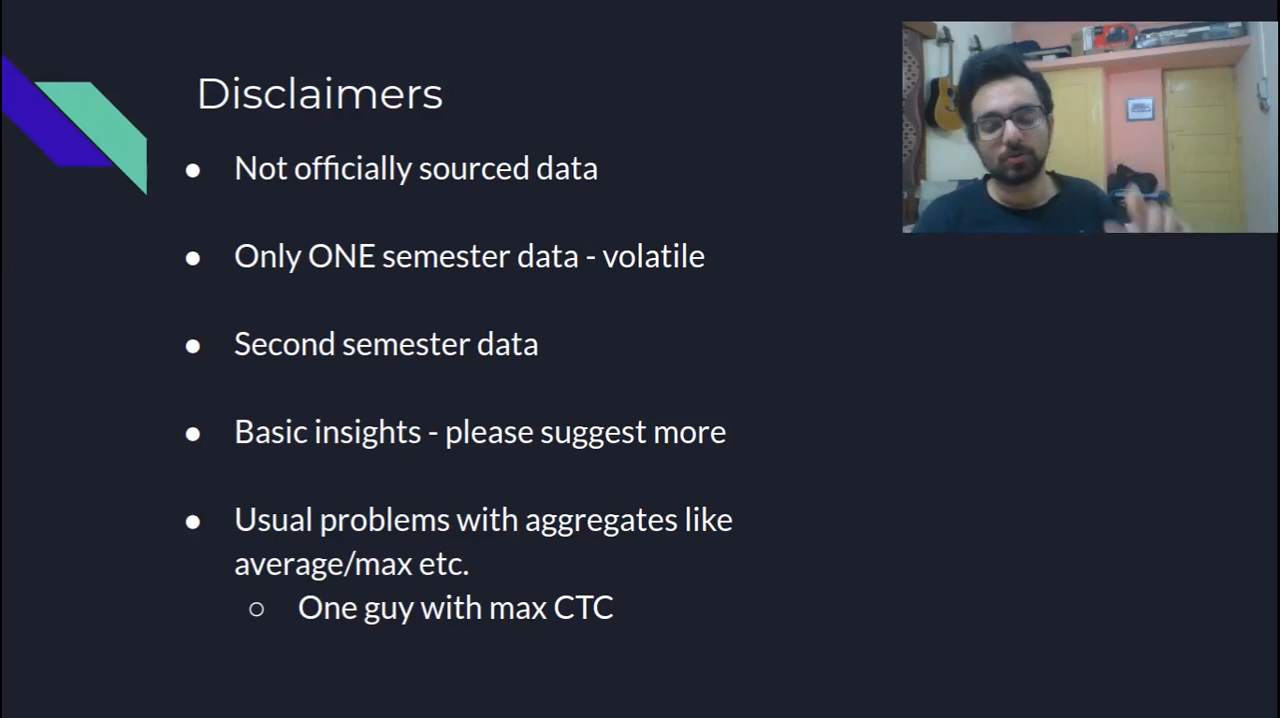 Disclaimers
● Not officially sourced data
● Only ONE semester data - volatile
● Second semester data
● Basic insights - please suggest more
● Usual problems with aggregates like
average/max etc.
○ One guy with max CTC